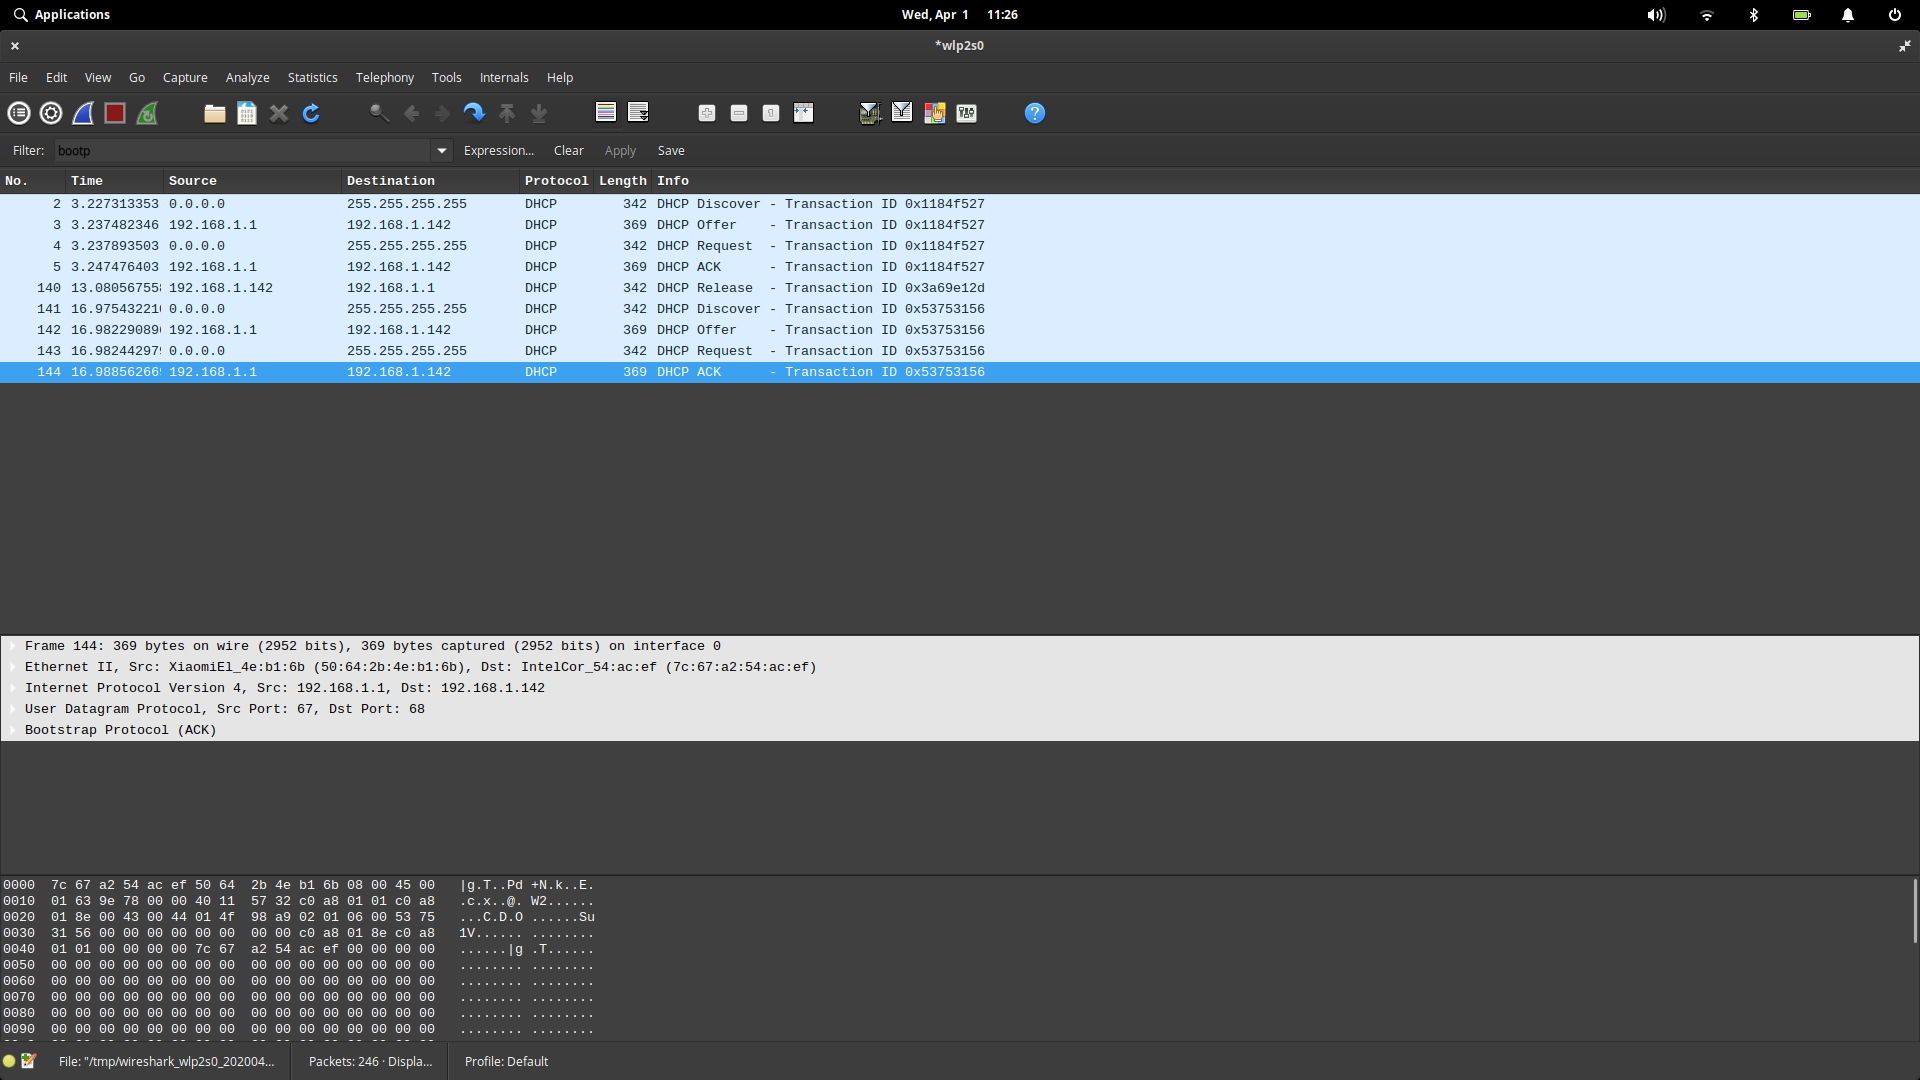 Applications
Wed, Apr 1 11:26
*wlp2s0
File Edit View Go Capture Analyze Statistics Telephony Tools Internals Help
Filter: bootp Expression... Clear Apply Save
No. Time Source Destination Protocol Length Info
2 3.227313353 0.0.0.0 255.255.255.255 DHCP 342 DHCP Discover - Transaction ID 0x1184f527
3 3.237482346 192.168.1.1 192.168.1.142 DHCP 369 DHCP Offer - Transaction ID 0x1184f527
4 3.237893503 0.0.0.0 255.255.255.255 DHCP 342 DHCP Request - Transaction ID 0x1184f527
5 3.247476403 192.168.1.1 192.168.1.142 DHCP 369 DHCP ACK - Transaction ID 0x1184f527
140 13.08056755 192.168.1.142 192.168.1.1 DHCP 342 DHCP Release - Transaction ID 0x3a69e12d
141 16.97543221 0.0.0.0 255.255.255.255 DHCP 342 DHCP Discover - Transaction ID 0x53753156
142 16.98229089 192.168.1.1 192.168.1.142 DHCP 369 DHCP Offer - Transaction ID 0x53753156
143 16.98244297 0.0.0.0 255.255.255.255 DHCP 342 DHCP Request - Transaction ID 0x53753156
144 16.98856266 192.168.1.1 192.168.1.142 DHCP 369 DHCP ACK - Transaction ID 0x53753156
Frame 144: 369 bytes on wire (2952 bits), 369 bytes captured (2952 bits) on interface 0
Ethernet II, Src: XiaomiEl_4e:b1:6b (50:64:2b:4e:b1:6b), Dst: IntelCor_54:ac:ef (7c:67:a2:54:ac:ef)
Internet Protocol Version 4, Src: 192.168.1.1, Dst: 192.168.1.142
User Datagram Protocol, Src Port: 67, Dst Port: 68
Bootstrap Protocol (ACK)
0000 7c 67 a2 54 ac ef 50 64 2b 4e b1 6b 08 00 45 00 |g.T..Pd +N.k..E.
0010 01 63 9e 78 00 00 40 11 57 32 c0 a8 01 01 c0 a8 .c.x..@. W2......
0020 01 8e 00 43 00 44 01 4f 98 a9 02 01 06 00 53 75 ...C.D.O ......Su
0030 31 56 00 00 00 00 00 00 00 00 c0 a8 01 8e c0 a8 1V...... ........
0040 01 01 00 00 00 00 7c 67 a2 54 ac ef 00 00 00 00 ......|g .T......
0050 00 00 00 00 00 00 00 00 00 00 00 00 00 00 00 00 ........ ........
0060 00 00 00 00 00 00 00 00 00 00 00 00 00 00 00 00 ........ ........
0070 00 00 00 00 00 00 00 00 00 00 00 00 00 00 00 00 ........ ........
0080 00 00 00 00 00 00 00 00 00 00 00 00 00 00 00 00 ........ ........
0090 00 00 00 00 00 00 00 00 00 00 00 00 00 00 00 00 ........ ........
File: "/tmp/wireshark_wlp2s0_202004... Packets: 246 · Displa... Profile: Default